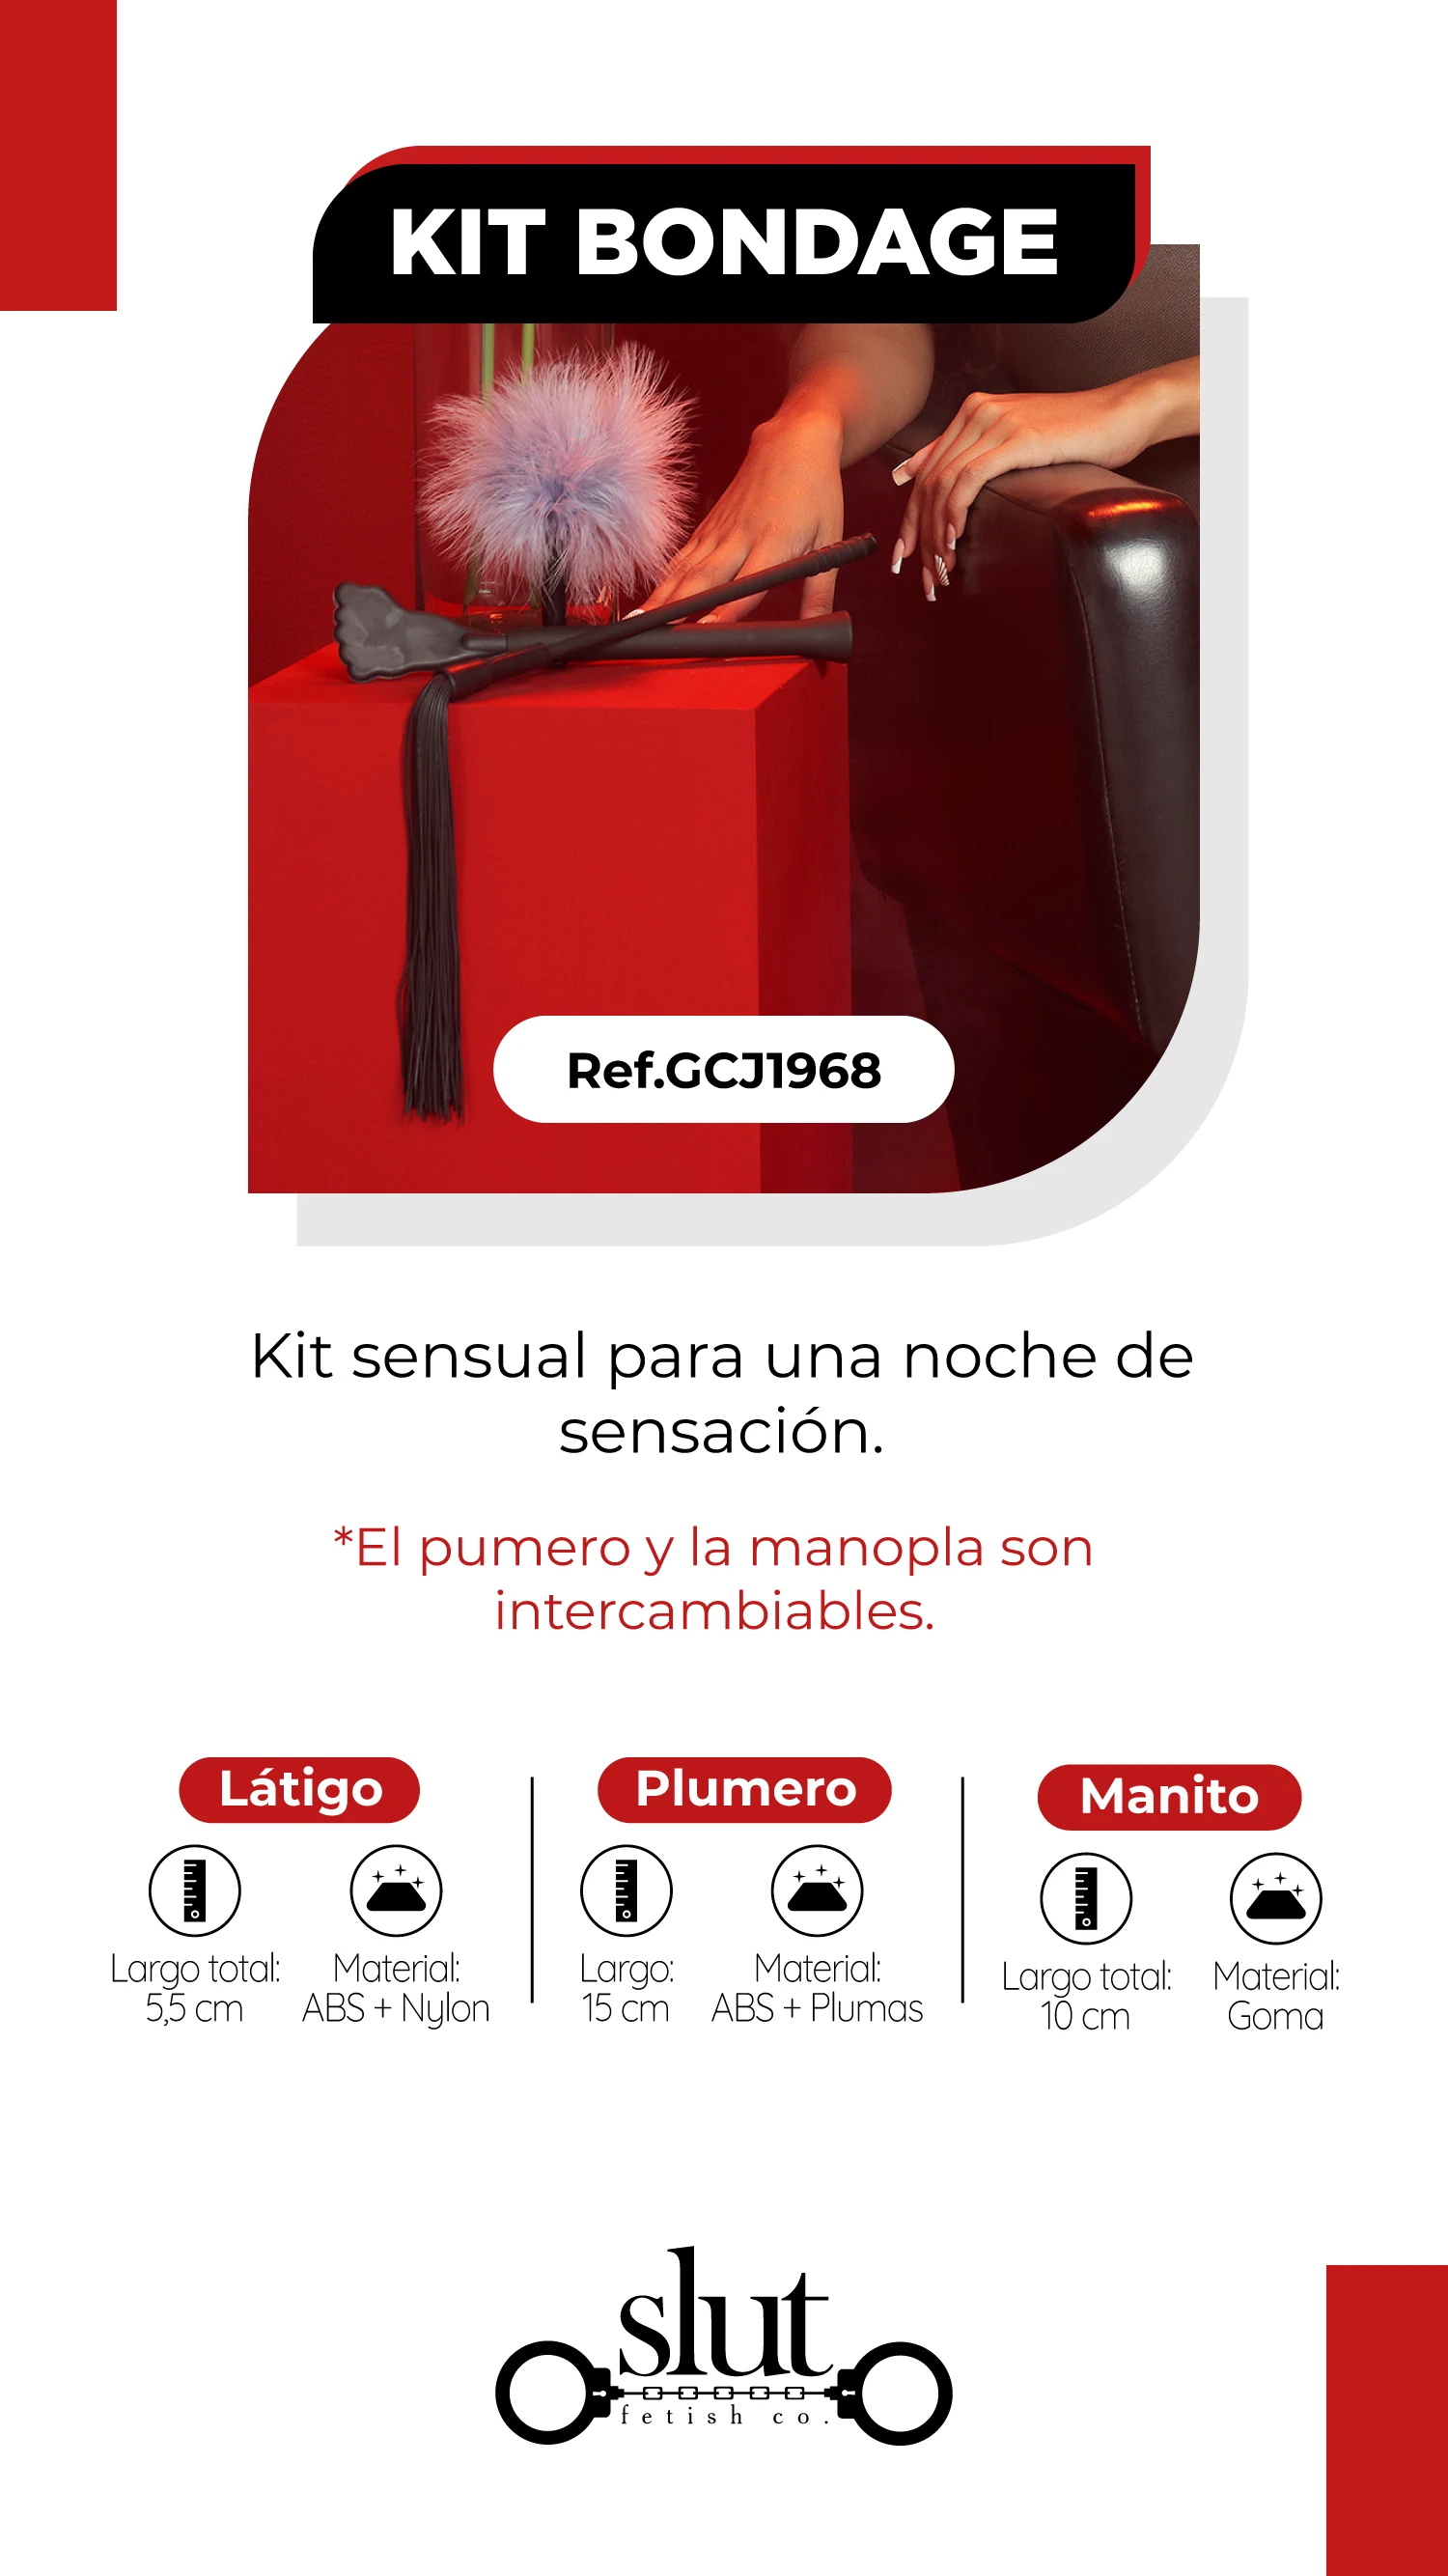 KIT BONDAGE
Ref.GCJ1968
Kit sensual para una noche de
sensación.
*El pumero y la manopla son
intercambiables.
Látigo
Largo total:
5,5 cm
Material:
ABS + Nylon
Plumero
Largo:
15 cm
Material:
ABS + Plumas
Manito
Largo total:
10 cm
Material:
Goma
slut
fetish co.